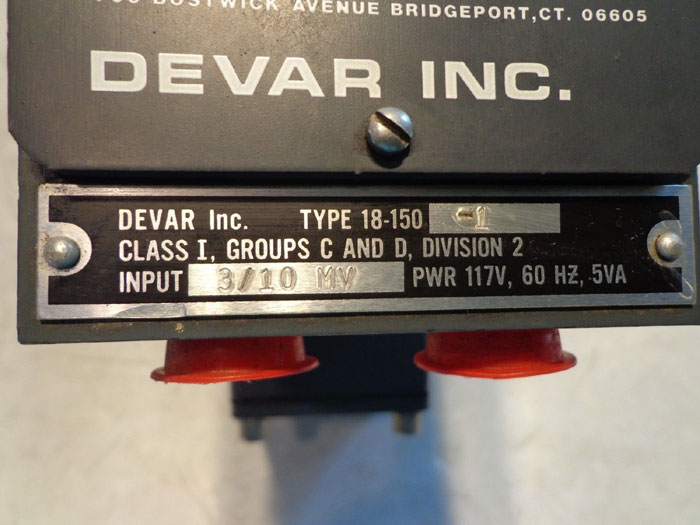 BOSTWICK AVENUE BRIDGEPORT, CT. 06605
DEVAR INC.
DEVAR Inc. TYPE 18-150 -1
CLASS I, GROUPS C AND D, DIVISION 2
INPUT 3/10 MV PWR 117V, 60 HZ, 5VA